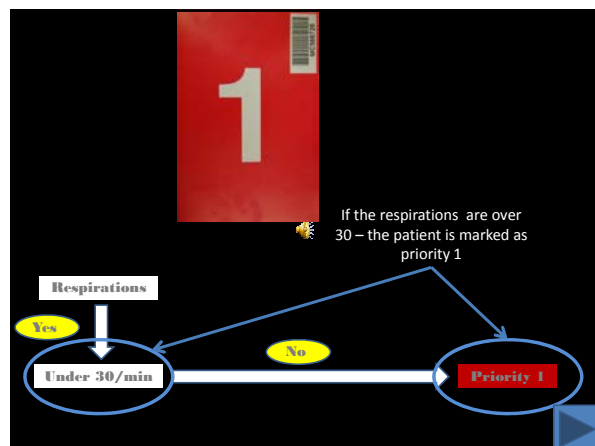 1
If the respirations are over
30 – the patient is marked as
priority 1
Respirations
Yes
No
Under 30/min
Priority 1